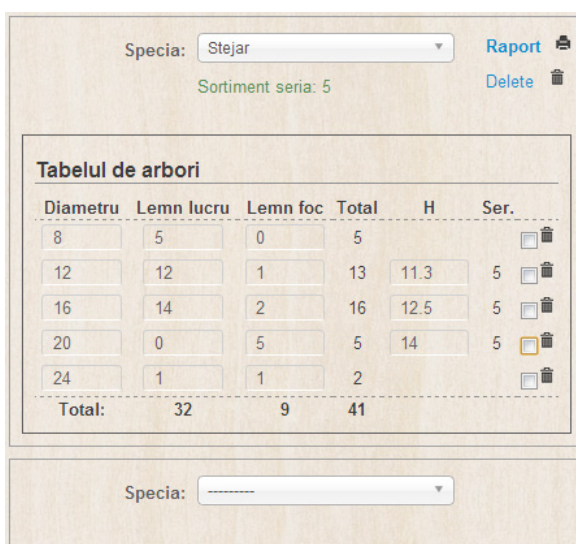 Specia: Stejar Raport
Sortiment seria: 5 Delete
Tabelul de arbori
Diametru Lemn lucru Lemn foc Total H Ser.
8 5 0 5
12 12 1 13 11.3 5
16 14 2 16 12.5 5
20 0 5 5 14 5
24 1 1 2
Total: 32 9 41
Specia: ---------